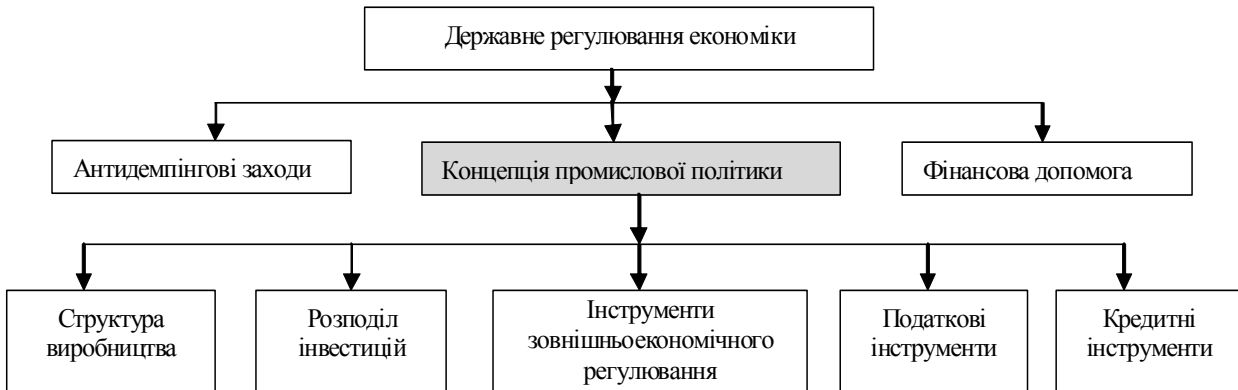 Державне регулювання економіки
Антидемпінгові заходи
Концепція промислової політики
Фінансова допомога
Структура
виробництва
Розподіл
інвестицій
Інструменти
зовнішньоекономічного
регулювання
Податкові
інструменти
Кредитні
інструменти